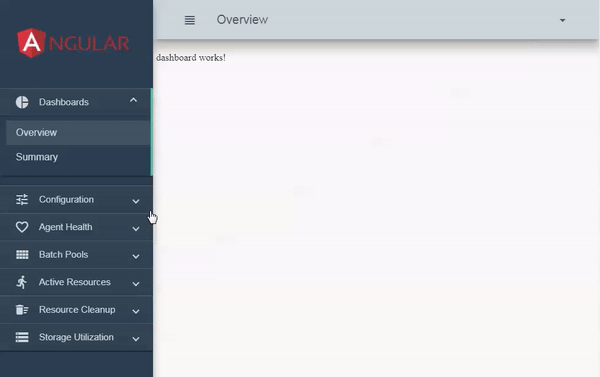 ANGULAR
Overview
dashboard works!
Dashboards
Overview
Summary
Configuration
Agent Health
Batch Pools
Active Resources
Resource Cleanup
Storage Utilization